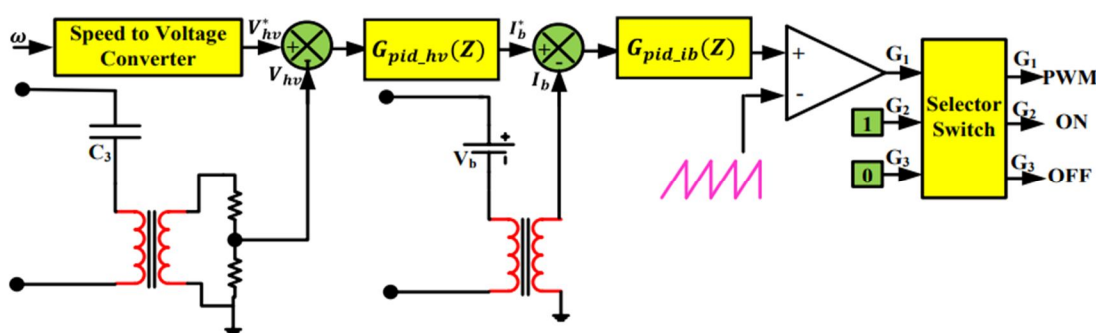 ω
Speed to Voltage
Converter
V*hv
+
-
Vhv
Gpid_hv(Z)
I*b
+
-
Ib
Gpid_ib(Z)
+
-
G1
1
G2
0
G3
Selector
Switch
G1
PWM
G2
ON
G3
OFF
C3
Vb
+